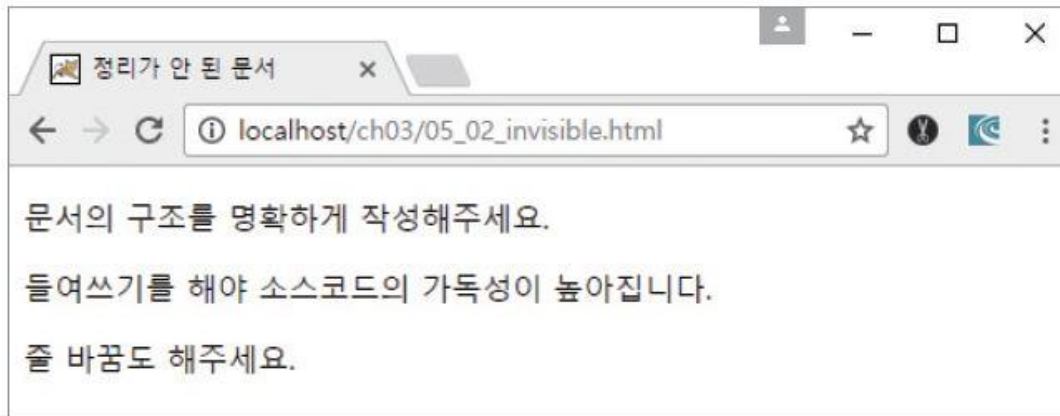 정리가 안 된 문서
localhost/ch03/05_02_invisible.html
문서의 구조를 명확하게 작성해주세요.
들여쓰기를 해야 소스코드의 가독성이 높아집니다.
줄 바꿈도 해주세요.